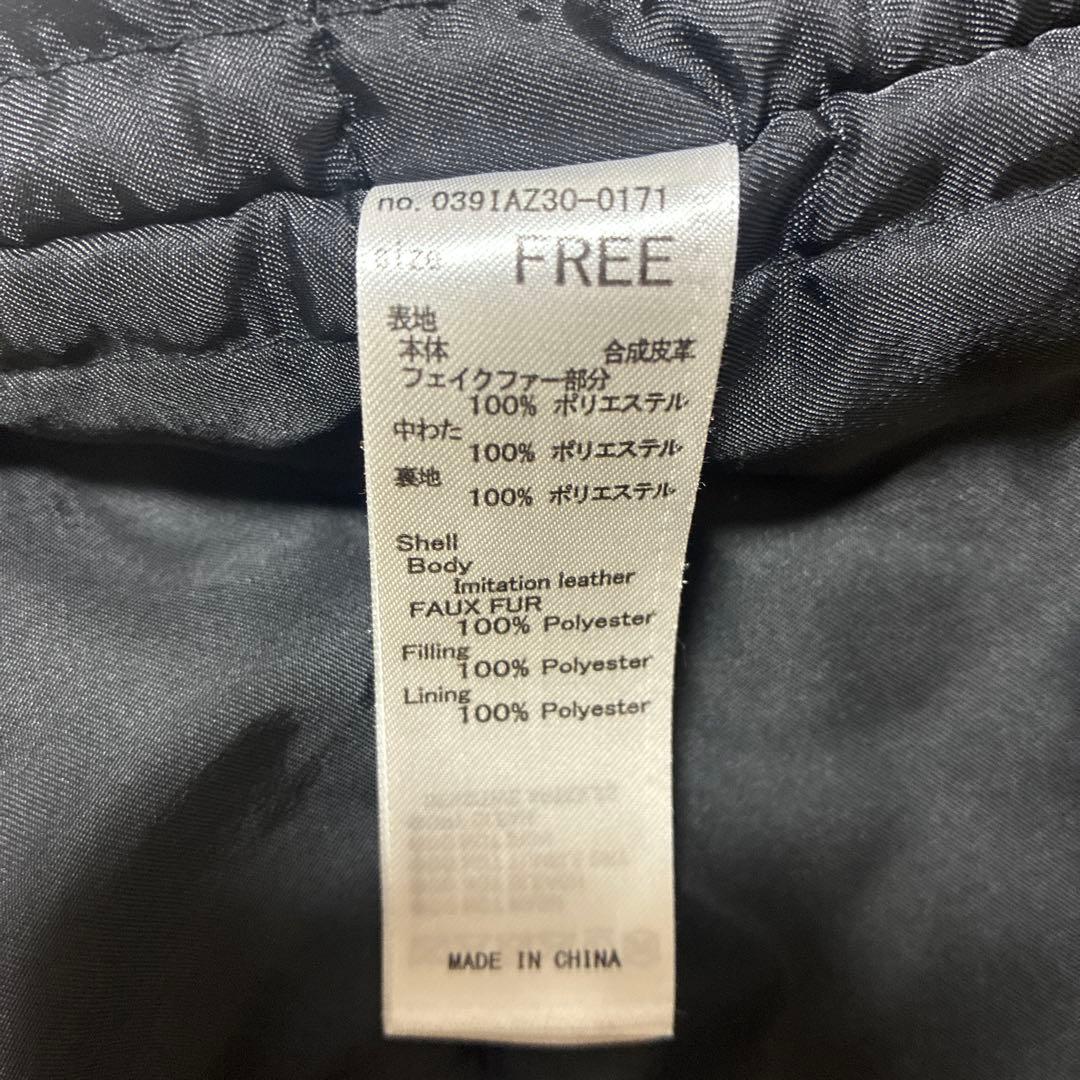 no. 039IAZ30-0171
size FREE
表地
本体 合成皮革
フェイクファー部分
100% ポリエステル
中わた
100% ポリエステル
裏地
100% ポリエステル
Shell
Body
Imitation leather
FAUX FUR
100% Polyester
Filling
100% Polyester
Lining
100% Polyester
MADE IN CHINA